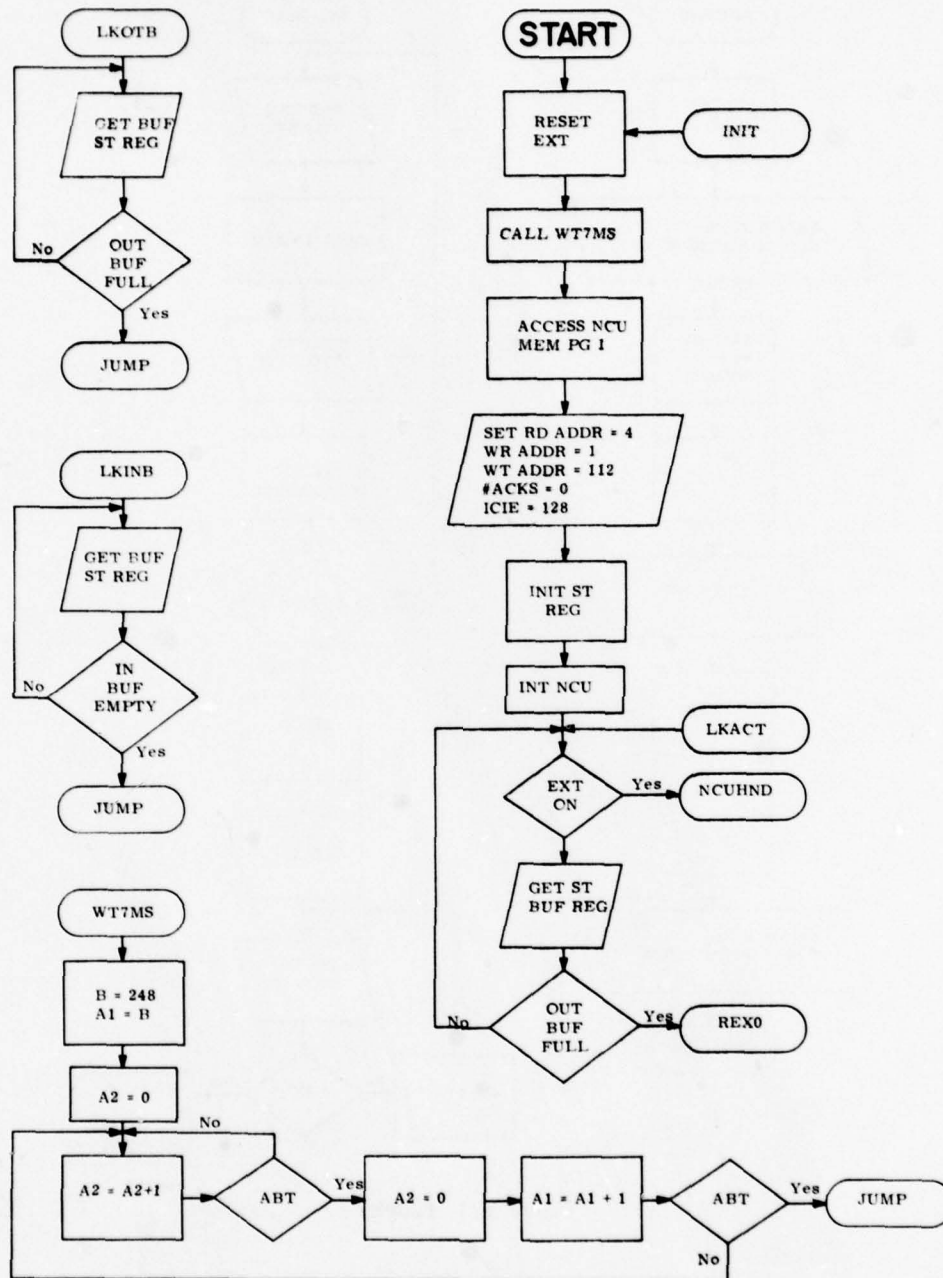 LKOTB
GET BUF
ST REG
OUT
BUF
FULL
No
Yes
JUMP
LKINB
GET BUF
ST REG
IN
BUF
EMPTY
No
Yes
JUMP
WT7MS
B = 248
A1 = B
A2 = 0
No
A2 = A2+1
ABT
Yes
A2 = 0
A1 = A1 + 1
ABT
Yes
JUMP
No
START
RESET
EXT
INIT
CALL WT7MS
ACCESS NCU
MEM PG 1
SET RD ADDR = 4
WR ADDR = 1
WT ADDR = 112
#ACKS = 0
ICIE = 128
INIT ST
REG
INT NCU
LKACT
EXT
ON
Yes
NCUHND
GET ST
BUF REG
OUT
BUF
FULL
No
Yes
REX0